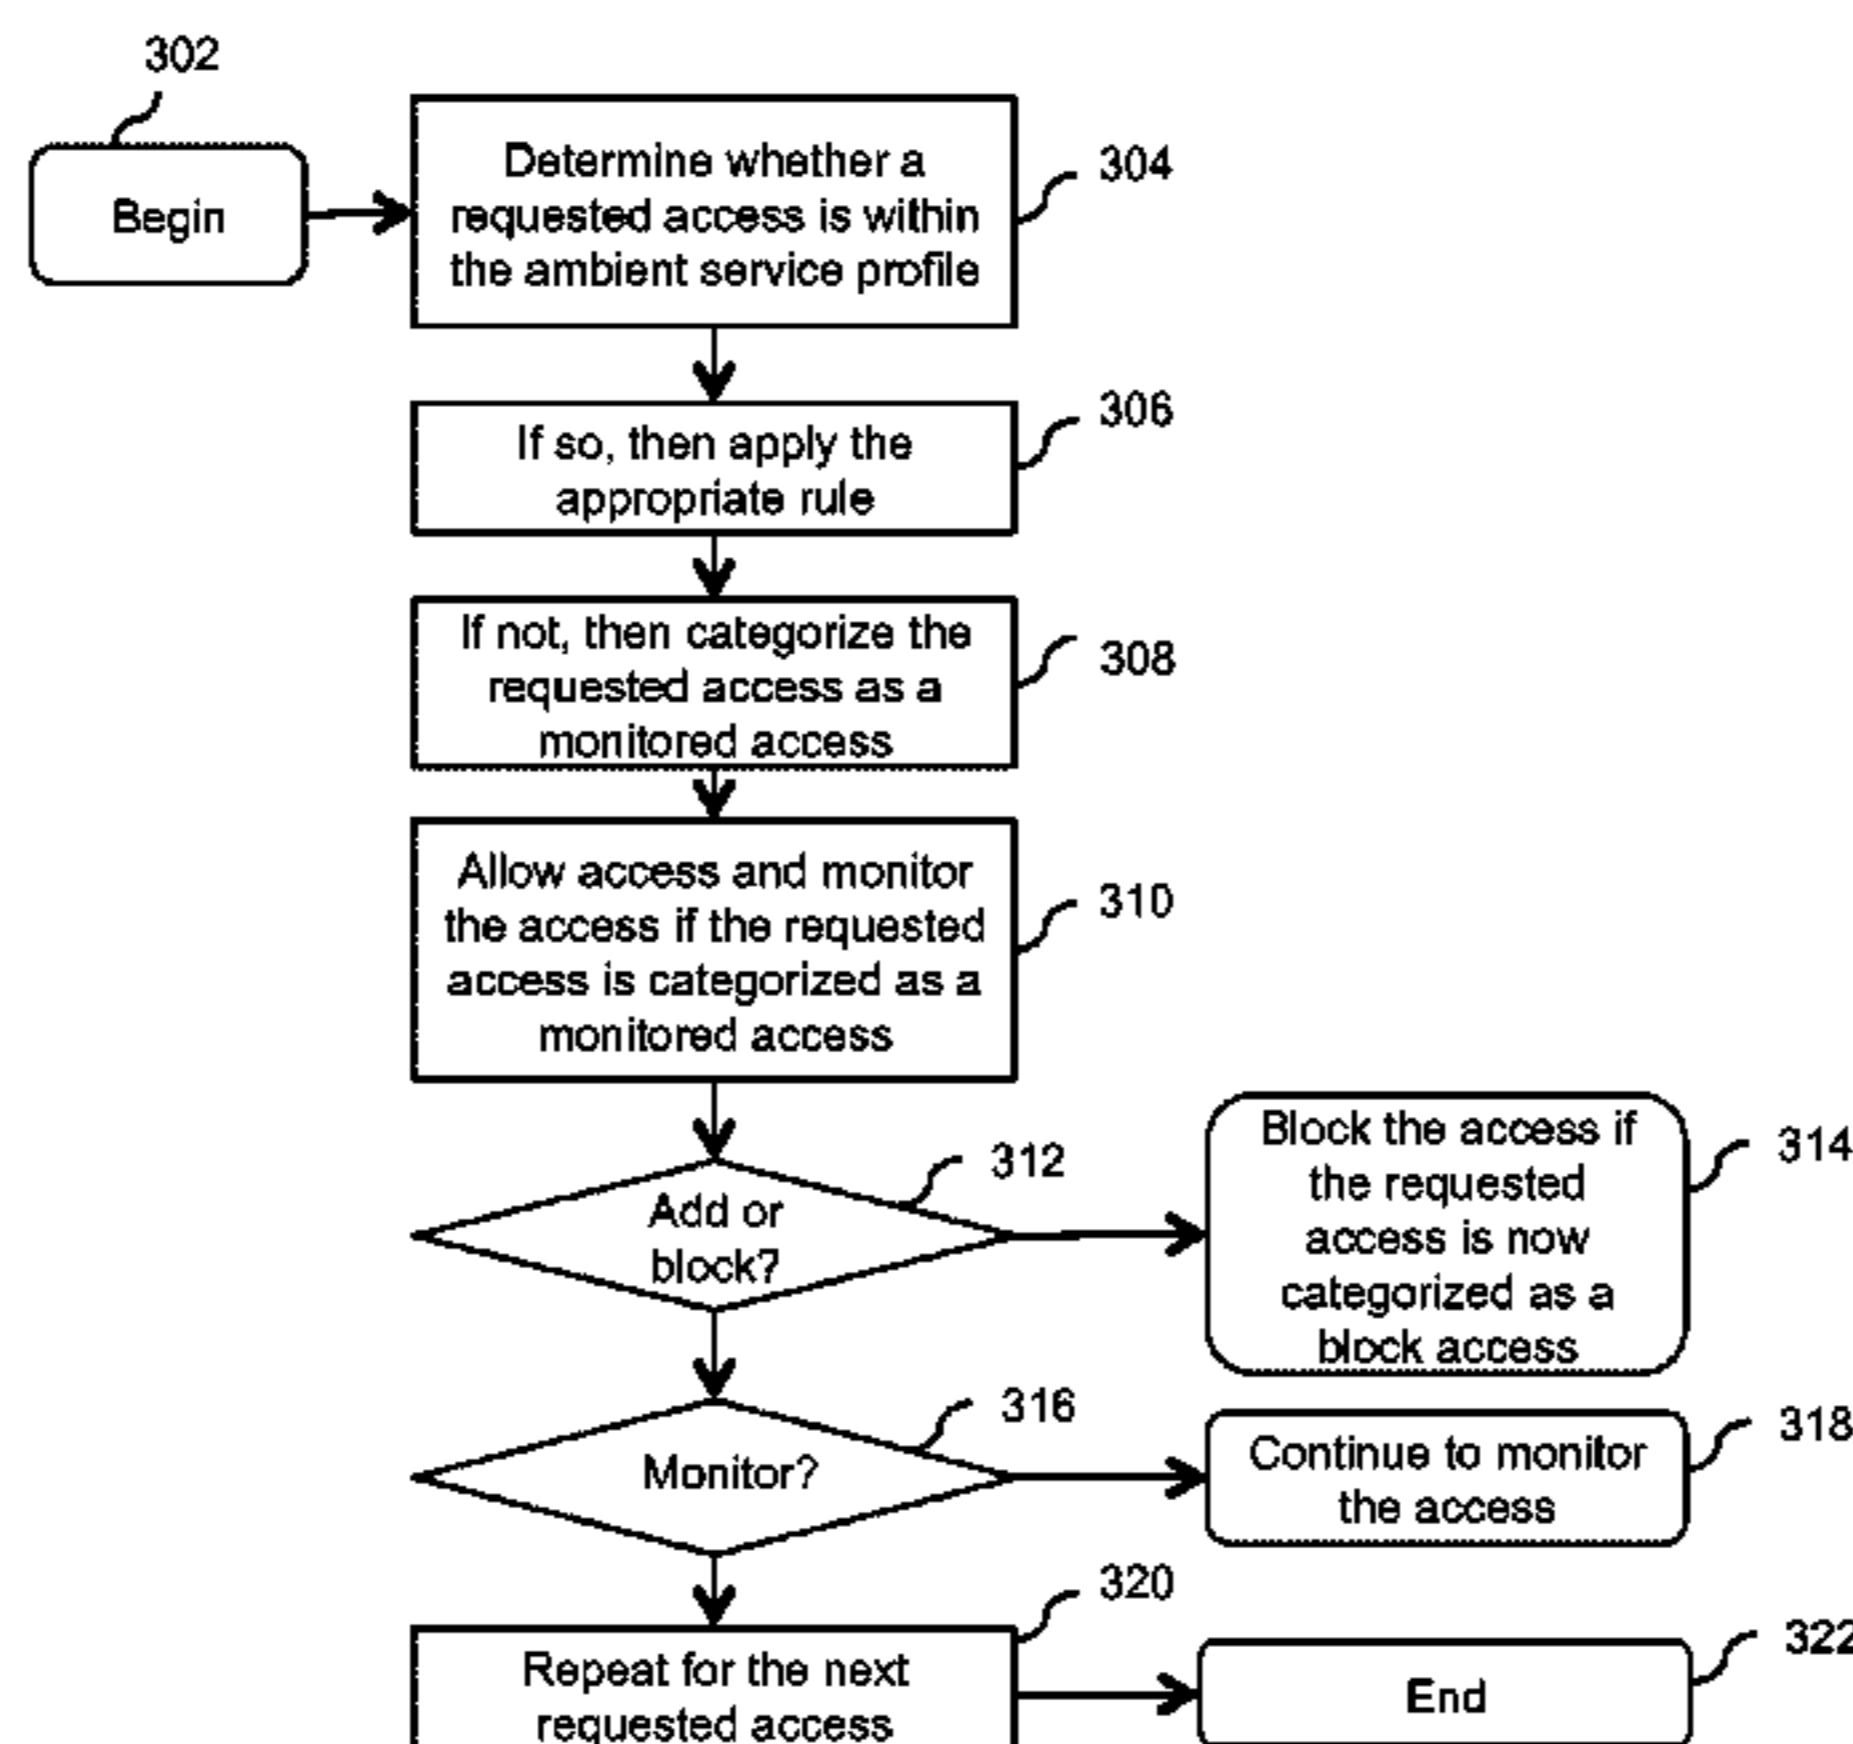 302
Begin
Determine whether a
requested access is within
the ambient service profile
304
If so, then apply the
appropriate rule
306
If not, then categorize the
requested access as a
monitored access
308
Allow access and monitor
the access if the requested
access is categorized as a
monitored access
310
Add or
block?
312
Block the access if
the requested
access is now
categorized as a
block access
314
Monitor?
316
Continue to monitor
the access
318
Repeat for the next
requested access
320
End
322